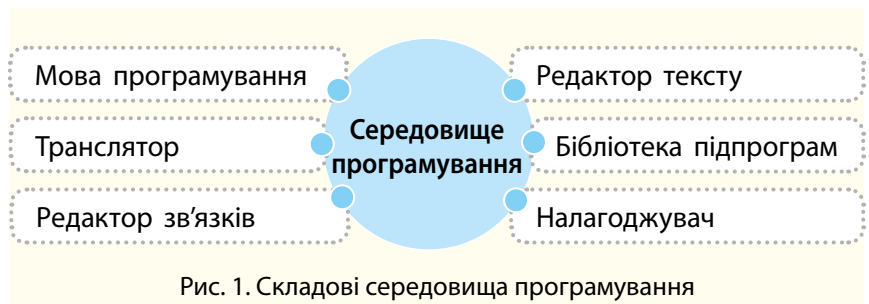 Мова програмування
Транслятор
Редактор зв'язків
Середовище
програмування
Редактор тексту
Бібліотека підпрограм
Налагоджувач
Рис. 1. Складові середовища програмування